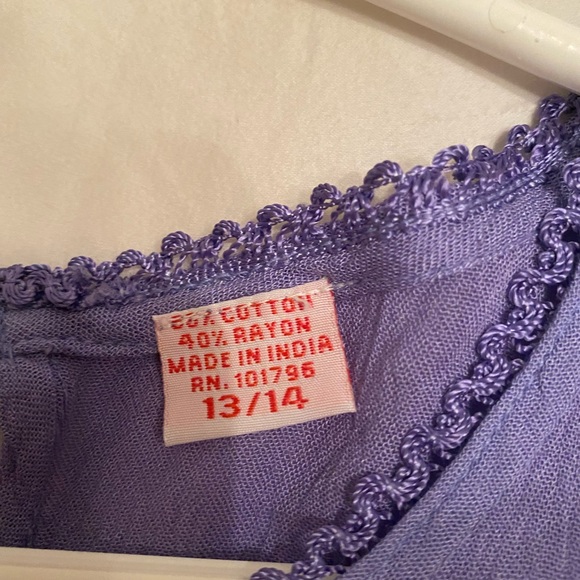 COTTON
40% RAYON
MADE IN INDIA
RN. 101796
13/14